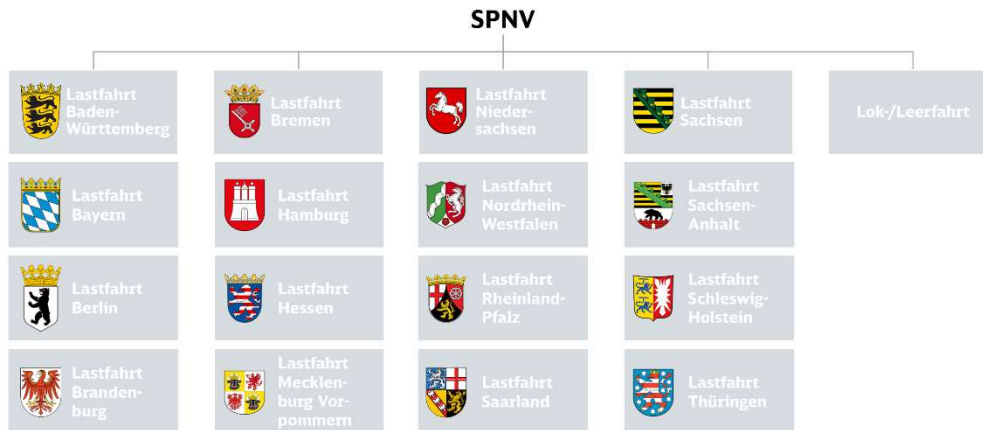 SPNV
Lastfahrt
Baden-
Württemberg
Lastfahrt
Bremen
Lastfahrt
Nieder-
sachsen
Lastfahrt
Sachsen
Lok-/Leerfahrt
Lastfahrt
Bayern
Lastfahrt
Hamburg
Lastfahrt
Nordrhein-
Westfalen
Lastfahrt
Sachsen-
Anhalt
Lastfahrt
Berlin
Lastfahrt
Hessen
Lastfahrt
Rheinland-
Pfalz
Lastfahrt
Schleswig-
Holstein
Lastfahrt
Branden-
burg
Lastfahrt
Mecklen-
burg Vor-
pommern
Lastfahrt
Saarland
Lastfahrt
Thüringen